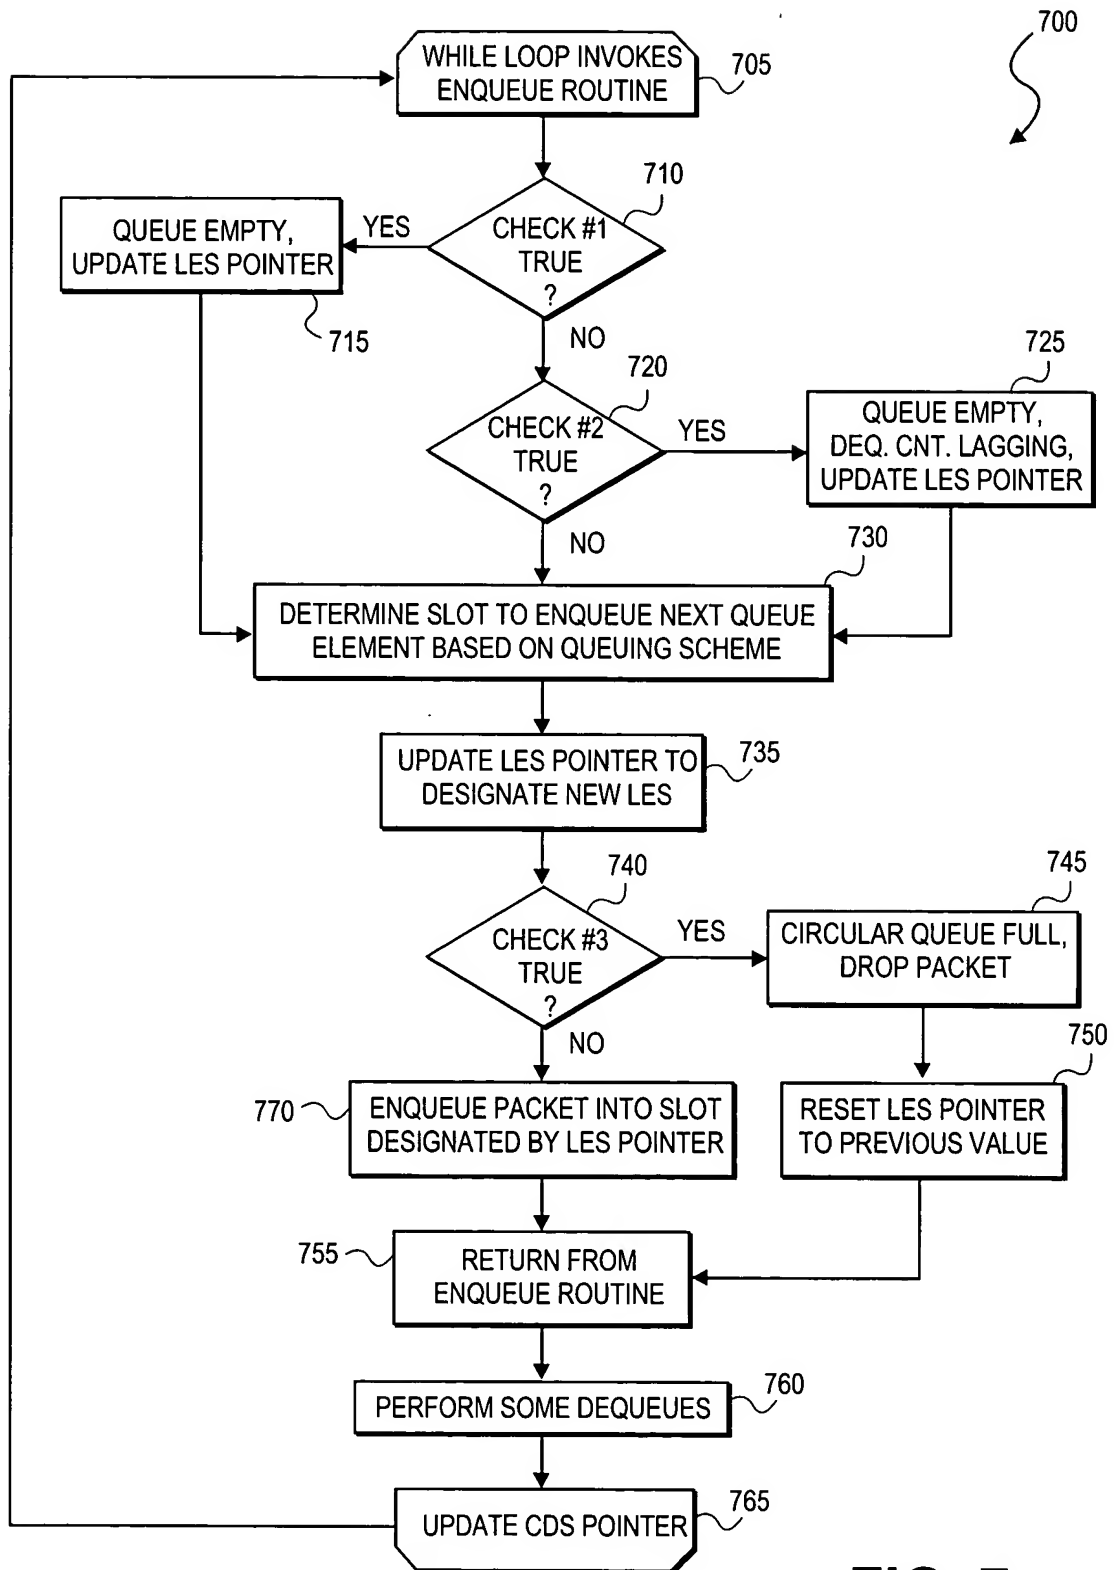 700
WHILE LOOP INVOKES
ENQUEUE ROUTINE
705
710
CHECK #1
TRUE
?
YES
QUEUE EMPTY,
UPDATE LES POINTER
715
NO
720
CHECK #2
TRUE
?
YES
725
QUEUE EMPTY,
DEQ. CNT. LAGGING,
UPDATE LES POINTER
NO
730
DETERMINE SLOT TO ENQUEUE NEXT QUEUE
ELEMENT BASED ON QUEUING SCHEME
UPDATE LES POINTER TO
DESIGNATE NEW LES
735
740
CHECK #3
TRUE
?
YES
745
CIRCULAR QUEUE FULL,
DROP PACKET
NO
750
RESET LES POINTER
TO PREVIOUS VALUE
770
ENQUEUE PACKET INTO SLOT
DESIGNATED BY LES POINTER
755
RETURN FROM
ENQUEUE ROUTINE
PERFORM SOME DEQUEUES
760
UPDATE CDS POINTER
765